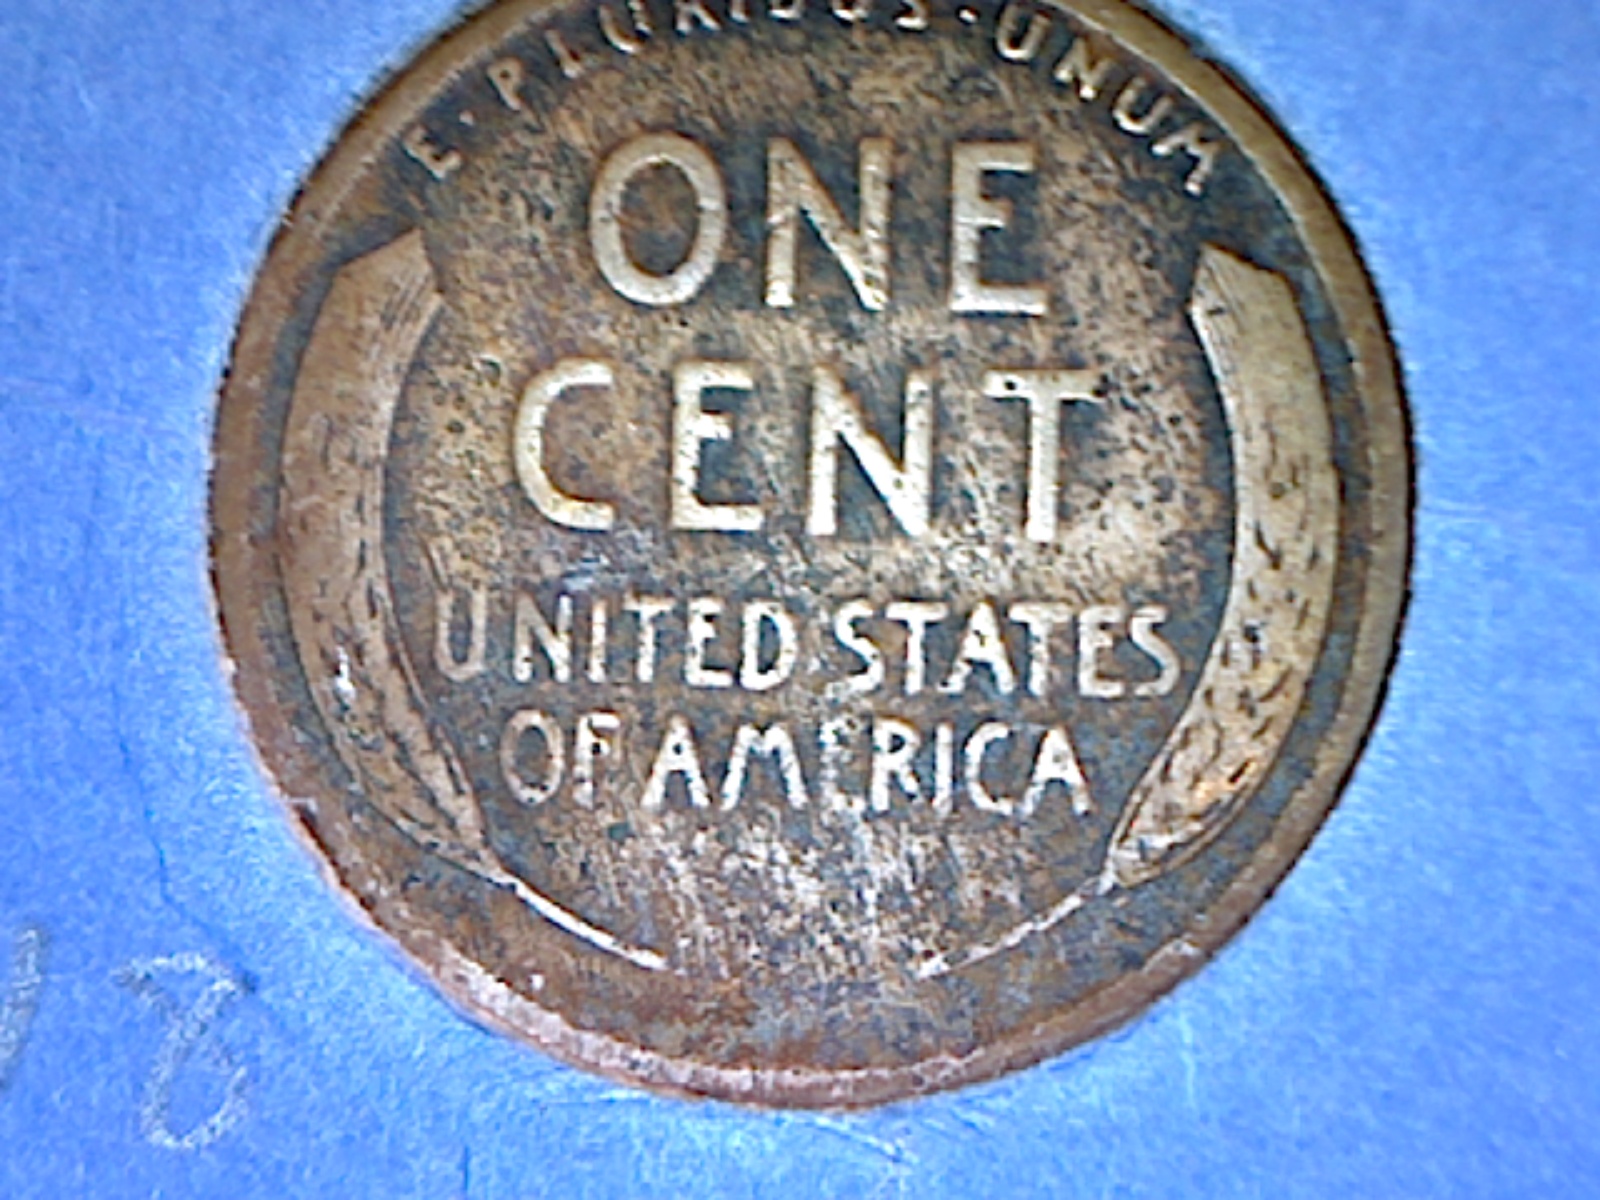 E·PLURIBUS·UNUM
ONE
CENT
UNITED STATES
OF AMERICA